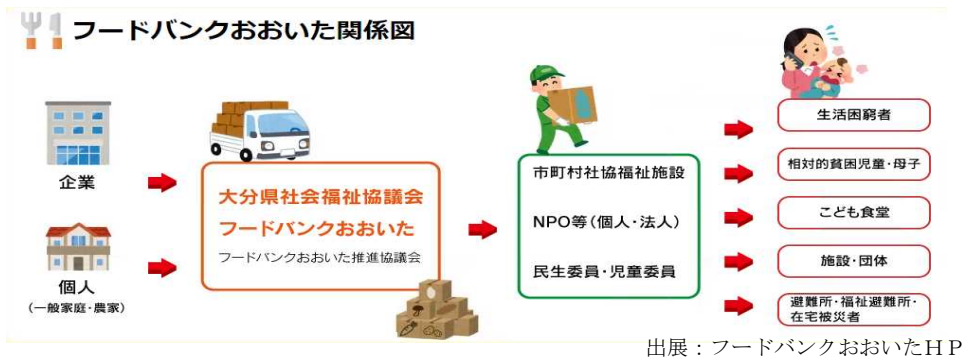 フードバンクおおいた関係図
企業
個人
(一般家庭・農家)
大分県社会福祉協議会
フードバンクおおいた
フードバンクおおいた推進協議会
市町村社協福祉施設
NPO等(個人・法人)
民生委員・児童委員
生活困窮者
相対的貧困児童・母子
こども食堂
施設・団体
避難所・福祉避難所・
在宅被災者
出展：フードバンクおおいたＨＰ